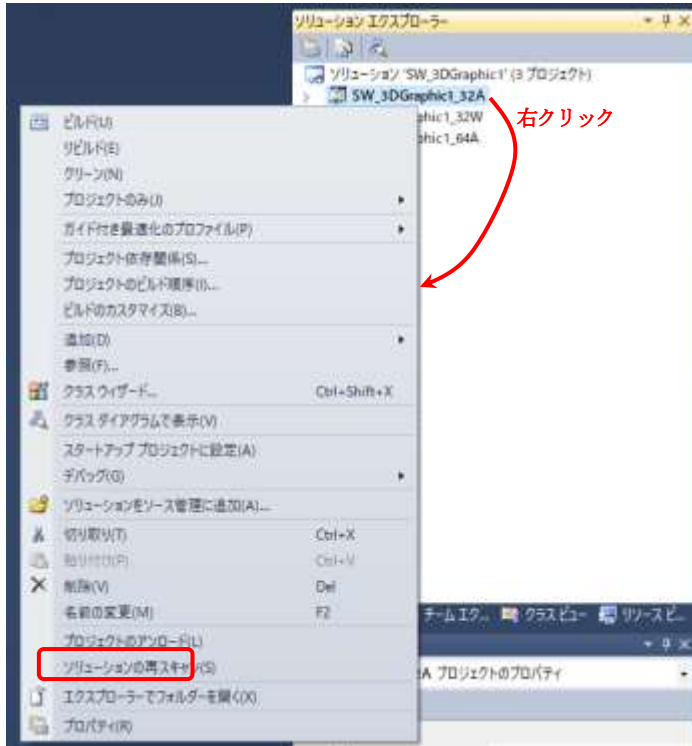 ソリューション エクスプローラー
ソリューション 'SW_3DGraphic1' (3 プロジェクト)
SW_3DGraphic1_32A
phic1_32W
phic1_64A
右クリック
ビルド(U)
リビルド(E)
クリーン(N)
プロジェクトのみ(J)
ガイド付き最適化のプロファイル(P)
プロジェクト依存関係(S)...
プロジェクトのビルド順序(I)...
ビルドのカスタマイズ(B)...
追加(D)
参照(F)...
クラス ウィザード... Ctrl+Shift+X
クラス ダイアグラムで表示(V)
スタートアップ プロジェクトに設定(A)
デバッグ(G)
ソリューションをソース管理に追加(A)...
切り取り(T) Ctrl+X
貼り付け(P) Ctrl+V
削除(V) Del
名前の変更(M) F2
プロジェクトのアンロード(L)
ソリューションの再スキャン(S)
エクスプローラーでフォルダーを開く(X)
プロパティ(R)
チーム エク... クラス ビュー リソース ビ...
A プロジェクトのプロパティ